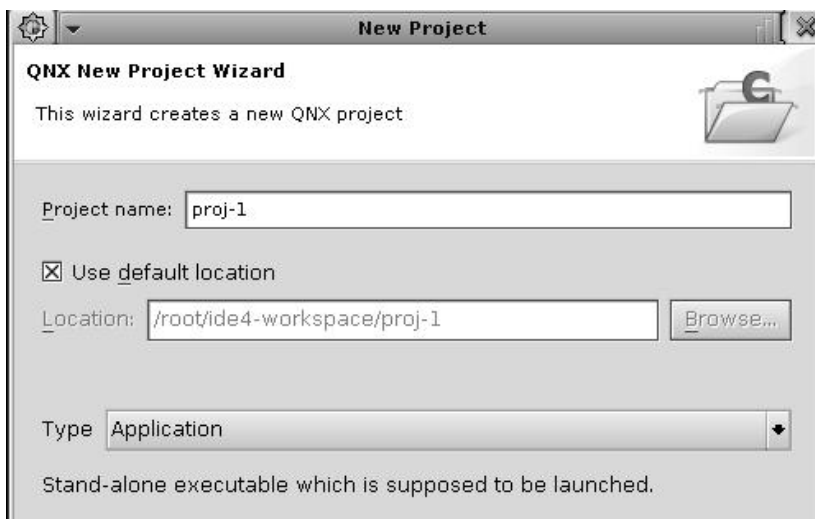 New Project
QNX New Project Wizard
This wizard creates a new QNX project
C
Project name: proj-1
Use default location
Location: /root/ide4-workspace/proj-1 Browse...
Type Application
Stand-alone executable which is supposed to be launched.